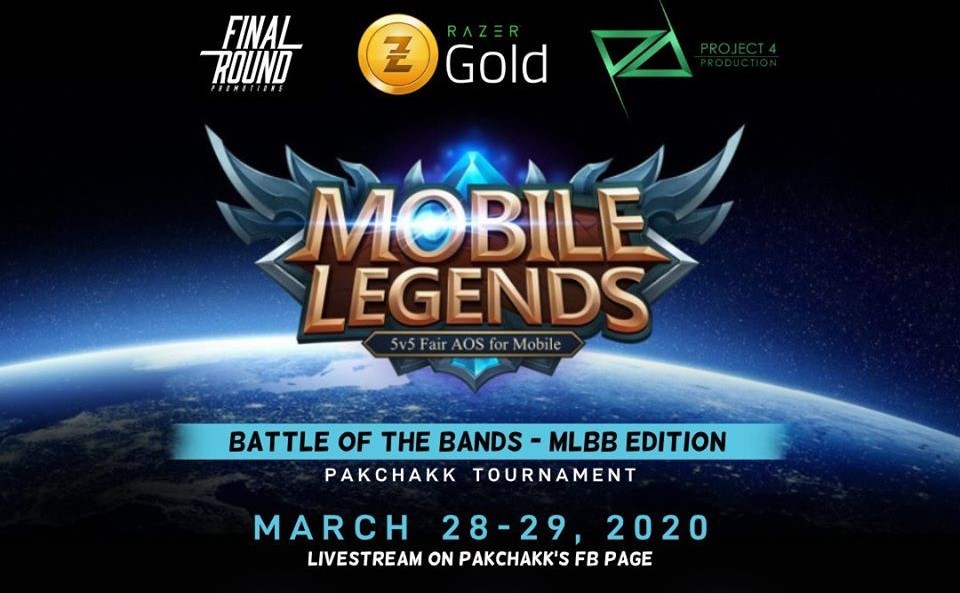 FINAL
ROUND
PROMOTIONS
RAZER
Gold
PROJECT 4
PRODUCTION
MOBILE
LEGENDS
5v5 Fair AOS for Mobile
BATTLE OF THE BANDS - MLBB EDITION
PAKCHAKK TOURNAMENT
MARCH 28-29, 2020
LIVESTREAM ON PAKCHAKK'S FB PAGE